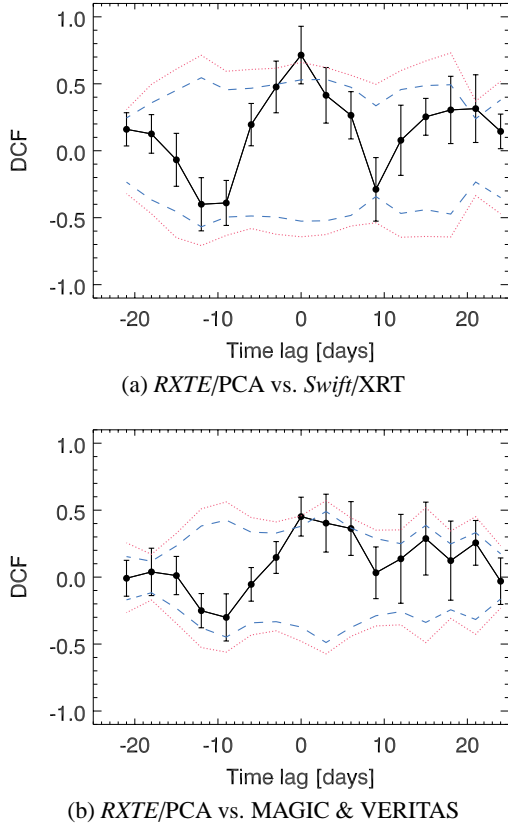 1.0
0.5
0.0
-0.5
-1.0
DCF
-20 -10 0 10 20
Time lag [days]
(a) RXTE/PCA vs. Swift/XRT
1.0
0.5
0.0
-0.5
-1.0
DCF
-20 -10 0 10 20
Time lag [days]
(b) RXTE/PCA vs. MAGIC & VERITAS